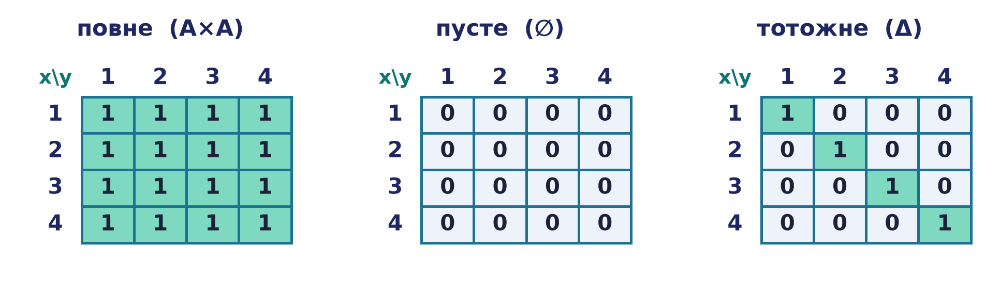 повне (A×A)
x\y 1 2 3 4
1 1 1 1 1
2 1 1 1 1
3 1 1 1 1
4 1 1 1 1
пусте (∅)
x\y 1 2 3 4
1 0 0 0 0
2 0 0 0 0
3 0 0 0 0
4 0 0 0 0
тотожне (Δ)
x\y 1 2 3 4
1 1 0 0 0
2 0 1 0 0
3 0 0 1 0
4 0 0 0 1